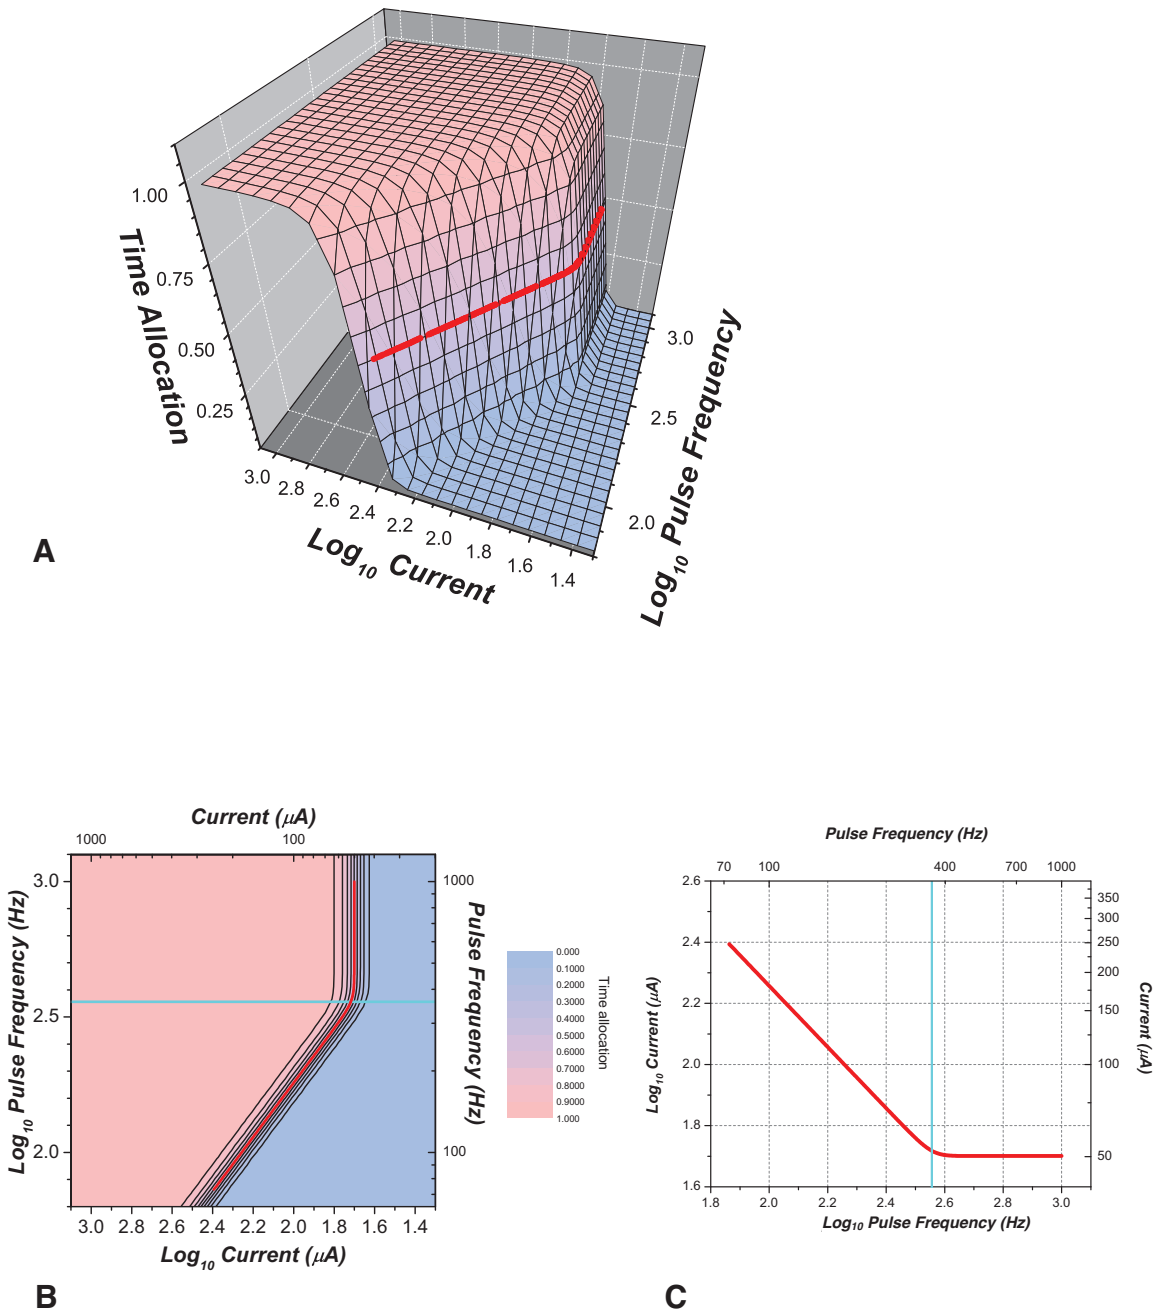 1.00
0.75
0.50
0.25
Time Allocation
3.0
2.8
2.6
2.4
2.2
2.0
1.8
1.6
1.4
Log10 Current
3.0
2.5
2.0
Log10 Pulse Frequency
A
Current (µA)
1000 100
3.0
2.5
2.0
Log10 Pulse Frequency (Hz)
1000
100
Pulse Frequency (Hz)
3.0 2.8 2.6 2.4 2.2 2.0 1.8 1.6 1.4
Log10 Current (µA)
0.000
0.1000
0.2000
0.3000
0.4000
0.5000
0.6000
0.7000
0.8000
0.9000
1.000
Time allocation
B
Pulse Frequency (Hz)
70 100 400 700 1000
2.6
2.4
2.2
2.0
1.8
1.6
Log10 Current (µA)
350
300
250
200
150
100
50
Current (µA)
1.8 2.0 2.2 2.4 2.6 2.8 3.0
Log10 Pulse Frequency (Hz)
C